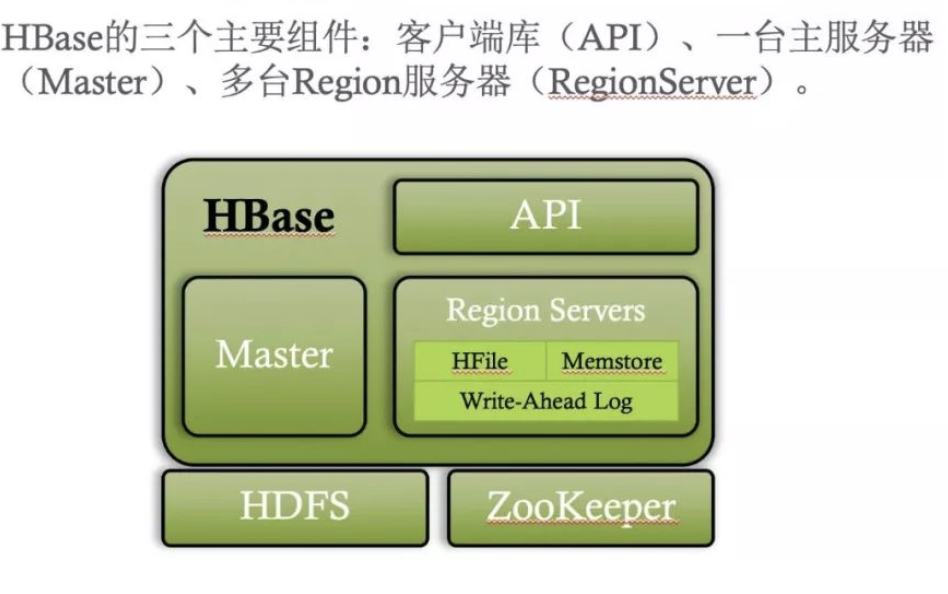 HBase的三个主要组件：客户端库（API）、一台主服务器
（Master）、多台Region服务器（RegionServer）。
HBase
API
Master
Region Servers
HFile
Memstore
Write-Ahead Log
HDFS
ZooKeeper